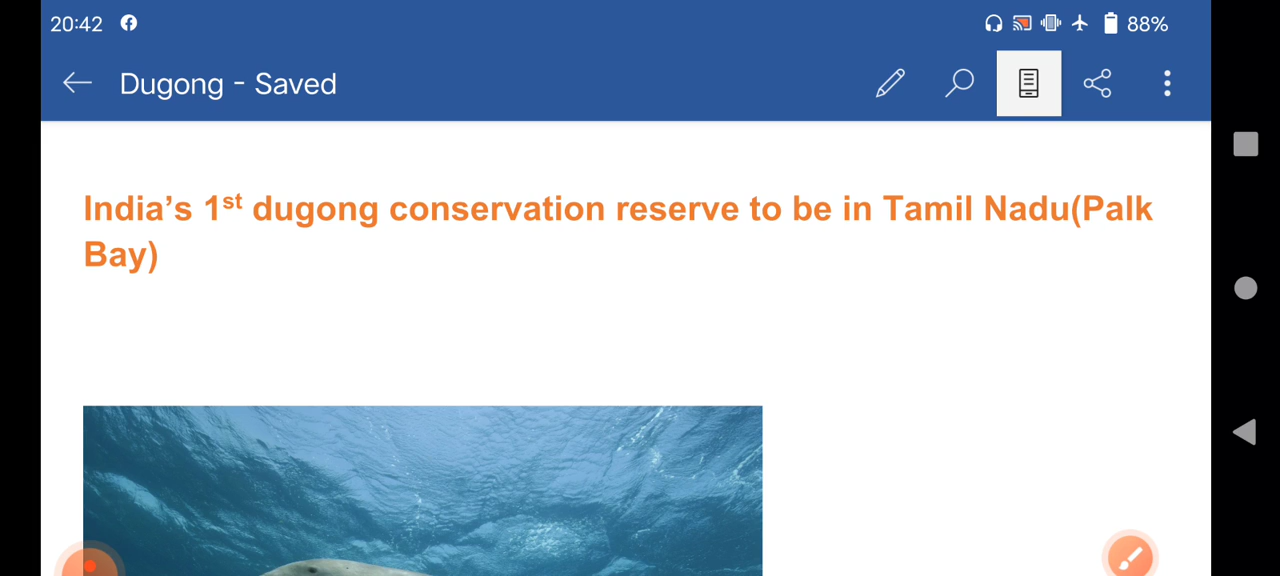 20:42
88%
Dugong - Saved
India’s 1st dugong conservation reserve to be in Tamil Nadu(Palk
Bay)